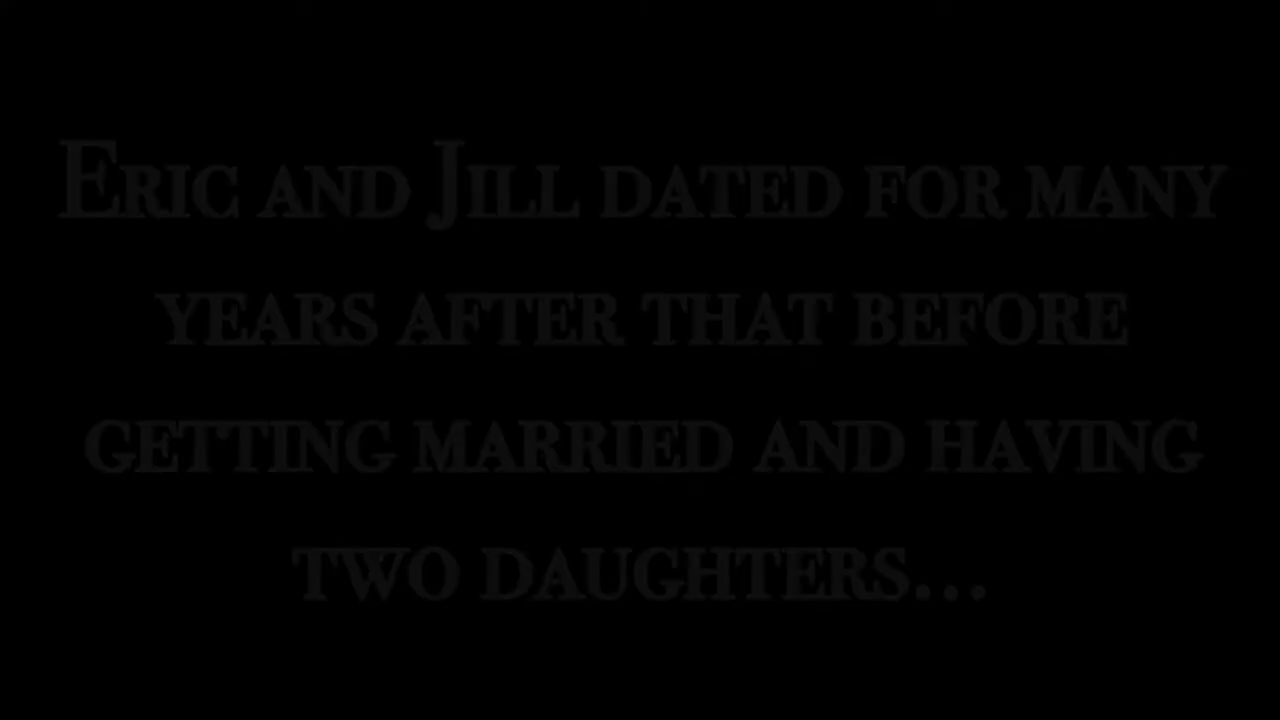 Eric and Jill dated for many
years after that before
getting married and having
two daughters...